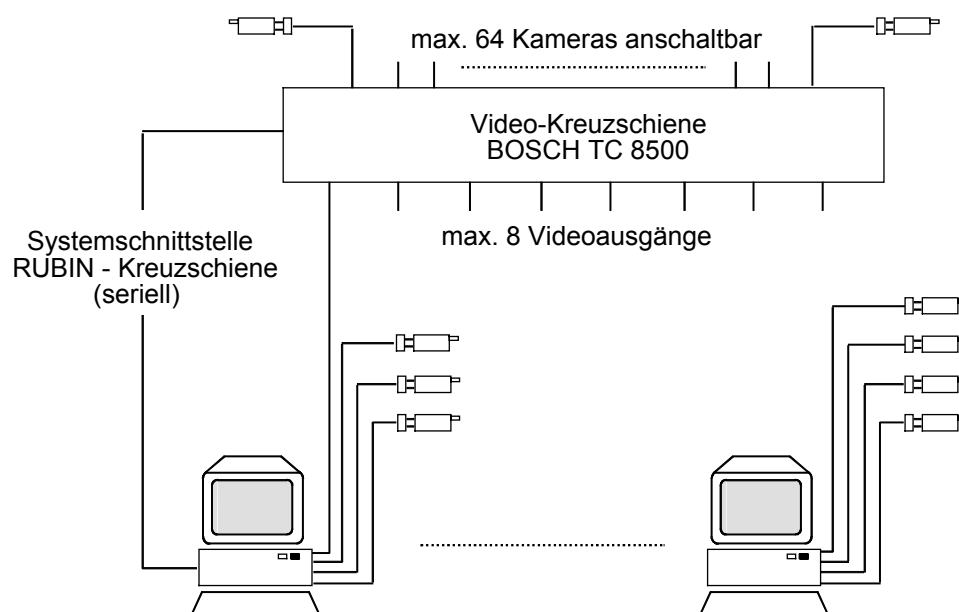 max. 64 Kameras anschaltbar
Video-Kreuzschiene
BOSCH TC 8500
max. 8 Videoausgänge
Systemschnittstelle
RUBIN - Kreuzschiene
(seriell)